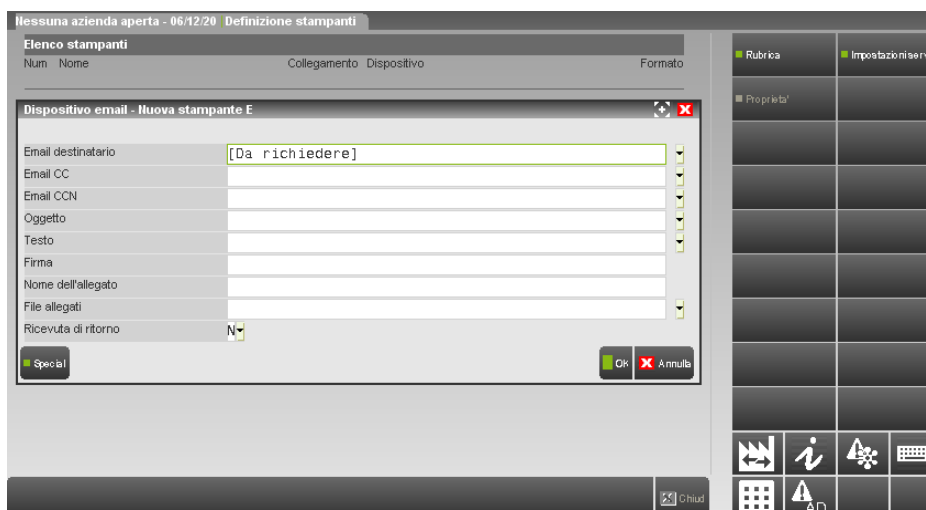 Nessuna azienda aperta - 06/12/20 Definizione stampanti
Elenco stampanti
Num Nome Collegamento Dispositivo Formato
Dispositivo email - Nuova stampante E
Email destinatario [Da richiedere]
Email CC
Email CCN
Oggetto
Testo
Firma
Nome dell'allegato
File allegati
Ricevuta di ritorno N
Special Ok Annulla
Chiud
Rubrica Impostazioniserv
Proprieta'
AD